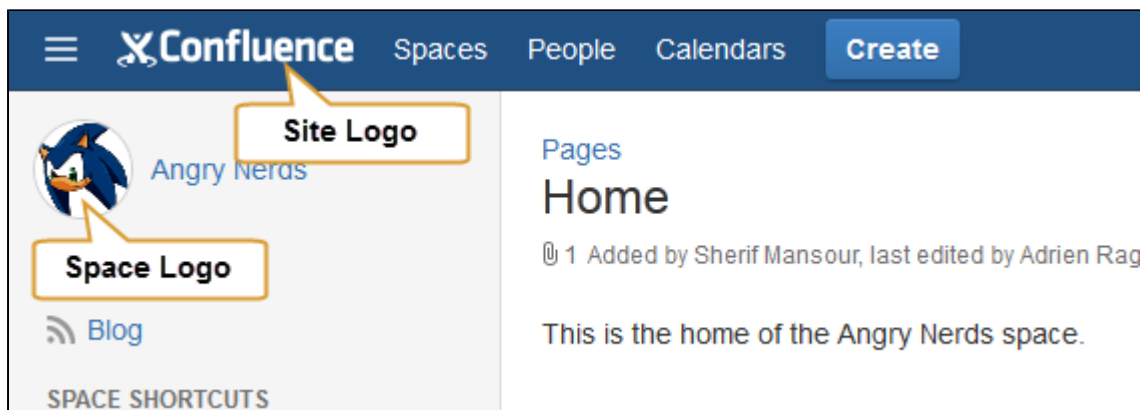 Confluence Spaces People Calendars Create
Site Logo
Angry Nerds
Space Logo
Blog
SPACE SHORTCUTS
Pages
Home
1 Added by Sherif Mansour, last edited by Adrien Rag
This is the home of the Angry Nerds space.